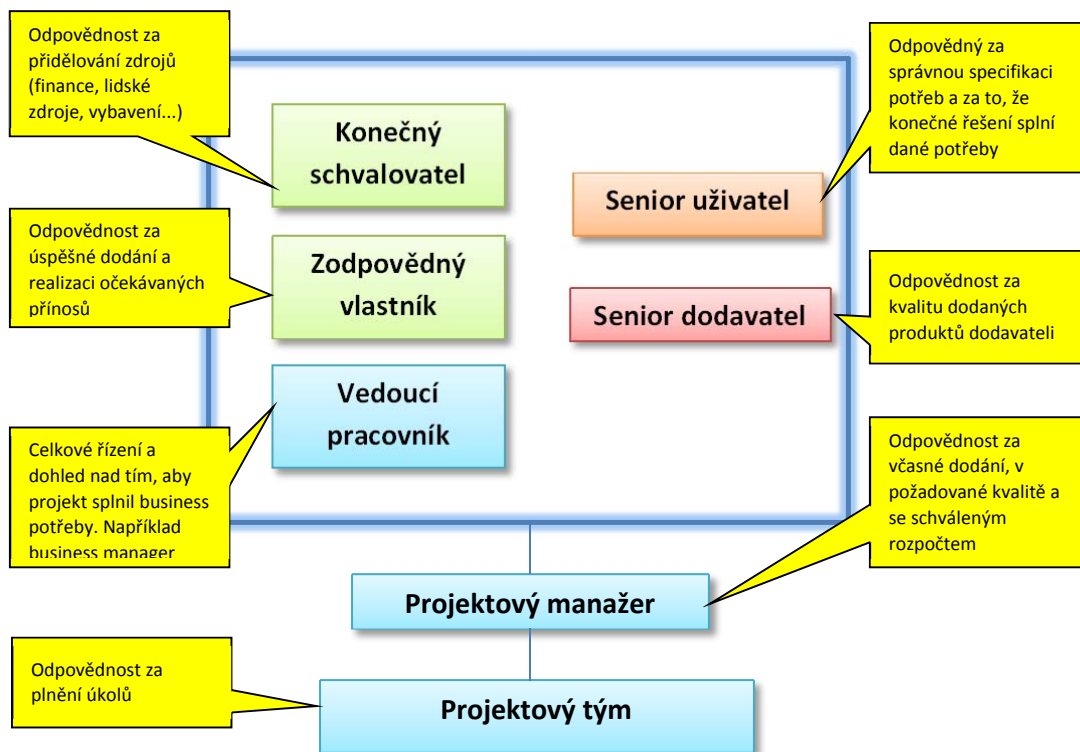 Odpovědnost za
přidělování zdrojů
(finance, lidské
zdroje, vybavení...)
Konečný
schvalovatel
Odpovědný za
správnou specifikaci
potřeb a za to, že
konečné řešení splní
dané potřeby
Senior uživatel
Odpovědnost za
úspěšné dodání a
realizaci očekávaných
přínosů
Zodpovědný
vlastník
Senior dodavatel
Odpovědnost za
kvalitu dodaných
produktů dodavateli
Vedoucí
pracovník
Celkové řízení a
dohled nad tím, aby
projekt splnil business
potřeby. Například
business manager
Odpovědnost za
včasné dodání, v
požadované kvalitě a
se schváleným
rozpočtem
Projektový manažer
Odpovědnost za
plnění úkolů
Projektový tým